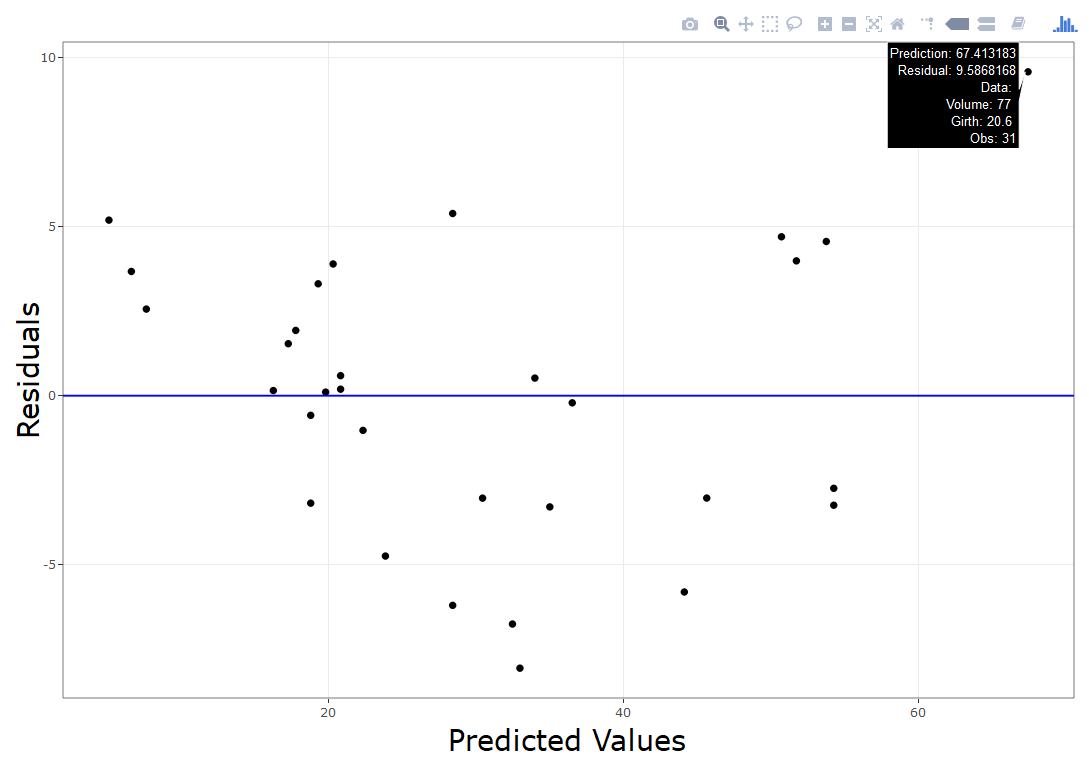 Prediction: 67.413183
Residual: 9.5868168
Data:
Volume: 77
Girth: 20.6
Obs: 31
10
5
0
-5
Residuals
20
40
60
Predicted Values